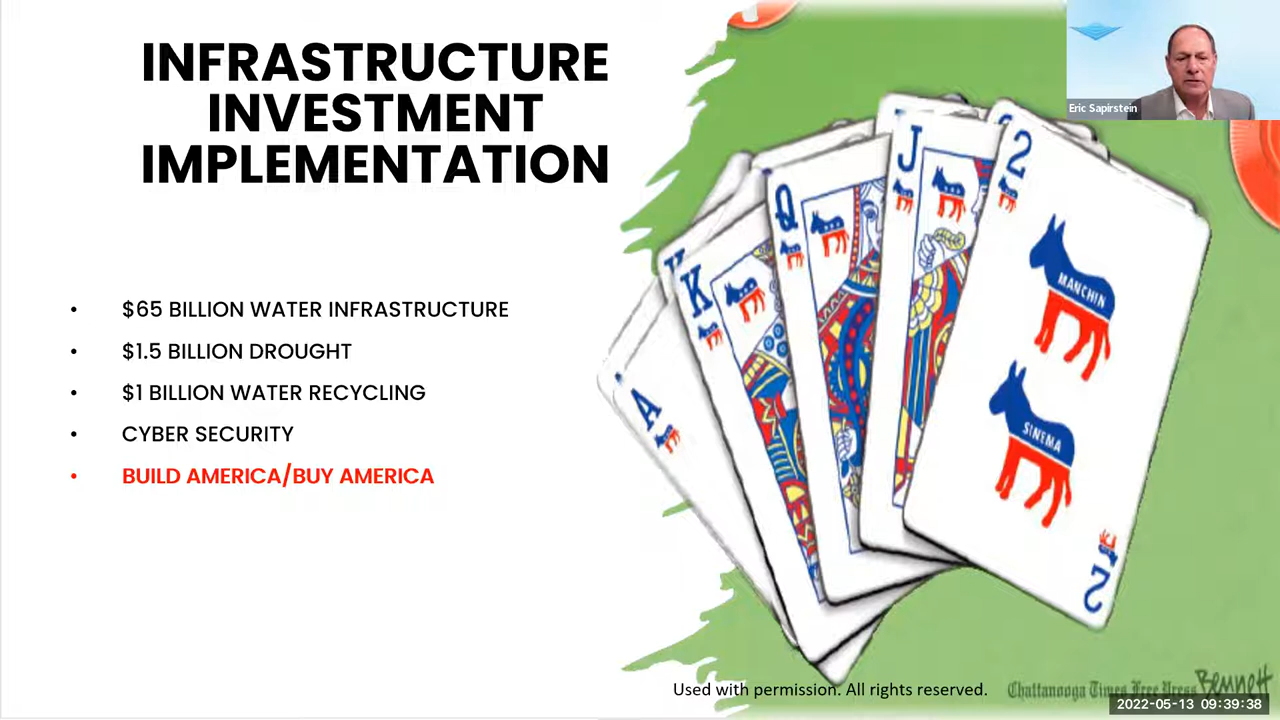 INFRASTRUCTURE
INVESTMENT
IMPLEMENTATION
• $65 BILLION WATER INFRASTRUCTURE
• $1.5 BILLION DROUGHT
• $1 BILLION WATER RECYCLING
• CYBER SECURITY
• BUILD AMERICA/BUY AMERICA
A
K
K
Q
J
2
MANCHIN
SINEMA
2
Eric Sapirstein
Used with permission. All rights reserved.
Chattanooga Times Free Press
Bennett
2022-05-13 09:39:38